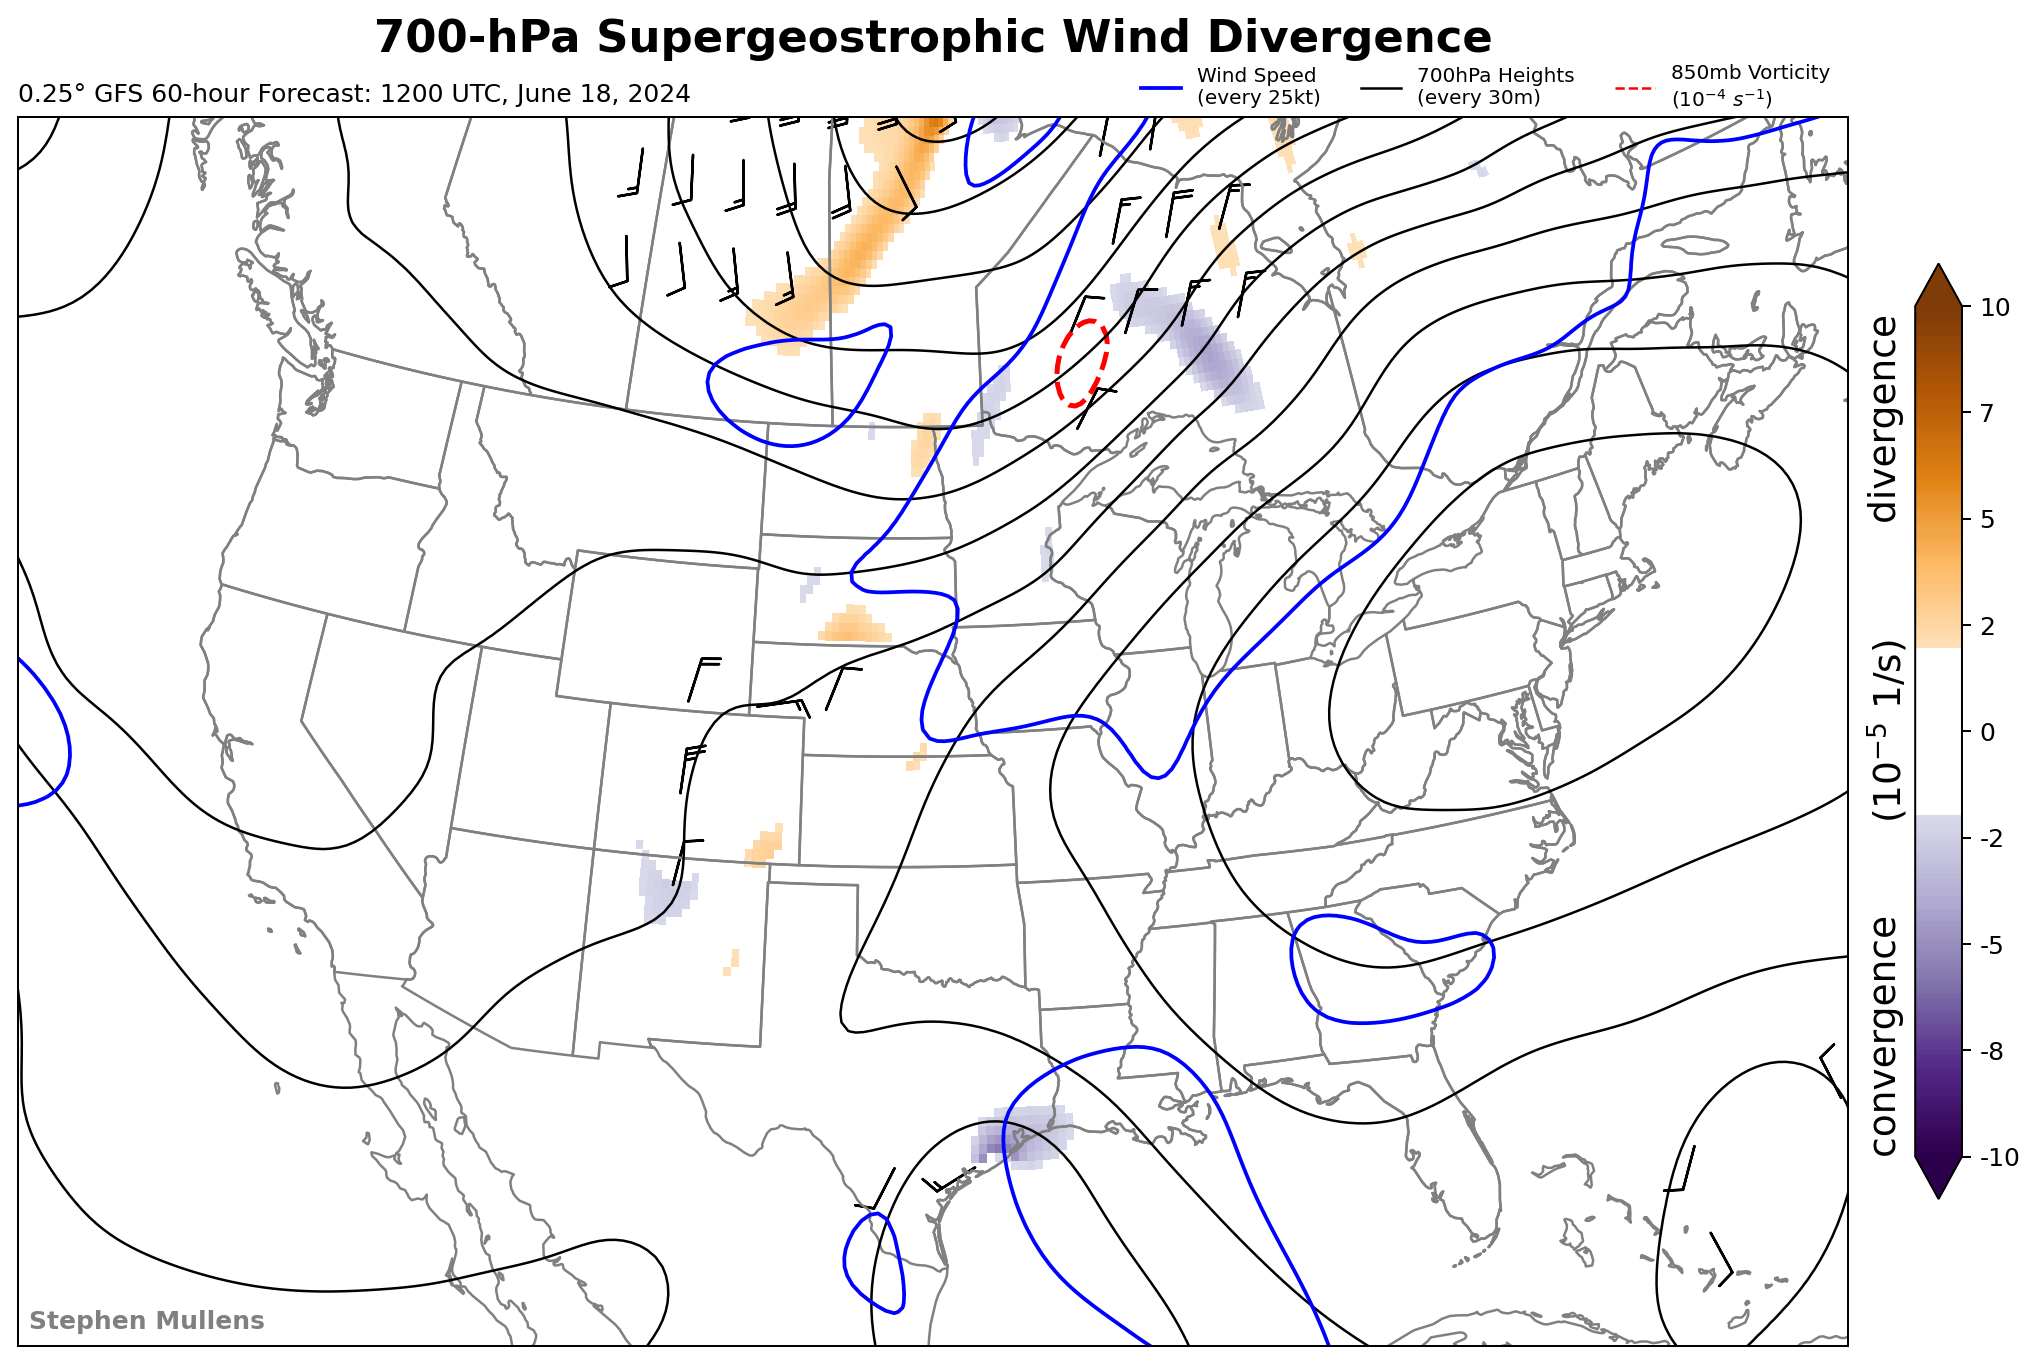 700-hPa Supergeostrophic Wind Divergence
0.25° GFS 60-hour Forecast: 1200 UTC, June 18, 2024
Wind Speed
(every 25kt)
700hPa Heights
(every 30m)
850mb Vorticity
(10⁻⁴ s⁻¹)
10
7
5
2
0
-2
-5
-8
-10
convergence (10⁻⁵ 1/s) divergence
Stephen Mullens